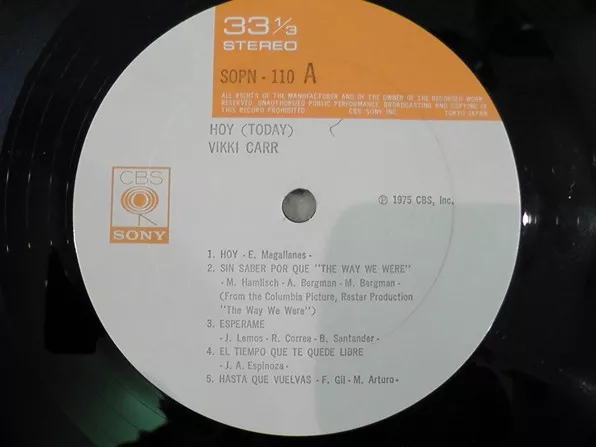 33 1/3
STEREO
SOPN - 110 A
ALL RIGHTS OF THE MANUFACTURER AND OF THE OWNER OF THE RECORDED WORK
RESERVED. UNAUTHORISED PUBLIC PERFORMANCE, BROADCASTING AND COPYING OF
THIS RECORD PROHIBITED CBS SONY INC. TOKYO JAPAN
HOY (TODAY)
VIKKI CARR
CBS
SONY
℗ 1975 CBS, Inc.
1. HOY - E. Magallanes -
2. SIN SABER POR QUE "THE WAY WE WERE"
- M. Hamlisch - A. Bergman - M. Bergman -
(From the Columbia Picture, Rastar Production
"The Way We Were")
3. ESPERAME
- J. Lemos - R. Correa - B. Santander -
4. EL TIEMPO QUE TE QUEDE LIBRE
- J. A. Espinoza -
5. HASTA QUE VUELVAS - F. Gil - M. Arturo -